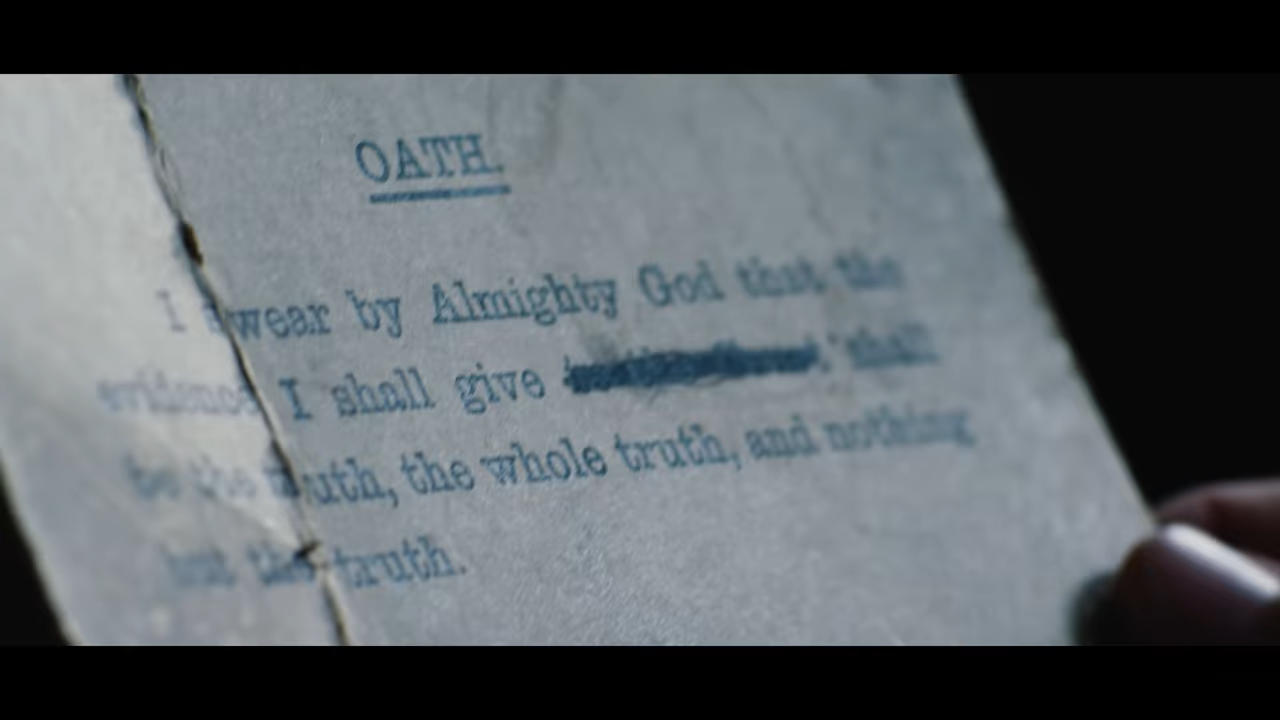 OATH.
I swear by Almighty God that the
evidence I shall give shall
to the truth, the whole truth, and nothing
but the truth.